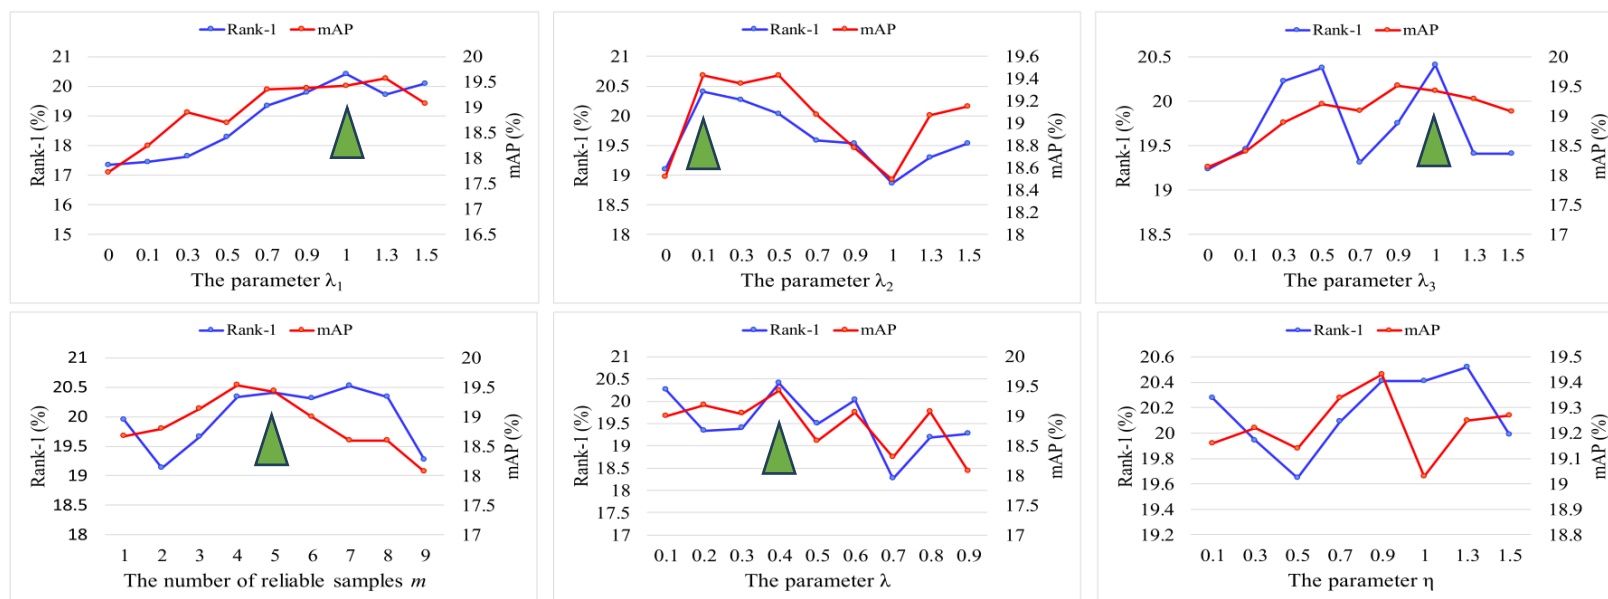 Rank-1 mAP
21 20 19 18 17 16 15
Rank-1 (%)
20 19.5 19 18.5 18 17.5 17 16.5
mAP (%)
0 0.1 0.3 0.5 0.7 0.9 1 1.3 1.5
The parameter λ1
Rank-1 mAP
21 20.5 20 19.5 19 18.5 18
Rank-1 (%)
19.6 19.4 19.2 19 18.8 18.6 18.4 18.2 18
mAP (%)
0 0.1 0.3 0.5 0.7 0.9 1 1.3 1.5
The parameter λ2
Rank-1 mAP
20.5 20 19.5 19 18.5
Rank-1 (%)
20 19.5 19 18.5 18 17.5 17
mAP (%)
0 0.1 0.3 0.5 0.7 0.9 1 1.3 1.5
The parameter λ3
Rank-1 mAP
21 20.5 20 19.5 19 18.5 18
Rank-1 (%)
20 19.5 19 18.5 18 17.5 17
mAP (%)
1 2 3 4 5 6 7 8 9
The number of reliable samples m
Rank-1 mAP
21 20.5 20 19.5 19 18.5 18 17.5 17
Rank-1 (%)
20 19.5 19 18.5 18 17.5 17
mAP (%)
0.1 0.2 0.3 0.4 0.5 0.6 0.7 0.8 0.9
The parameter λ
Rank-1 mAP
20.6 20.4 20.2 20 19.8 19.6 19.4 19.2
Rank-1 (%)
19.5 19.4 19.3 19.2 19.1 19 18.9 18.8
mAP (%)
0.1 0.3 0.5 0.7 0.9 1 1.3 1.5
The parameter η